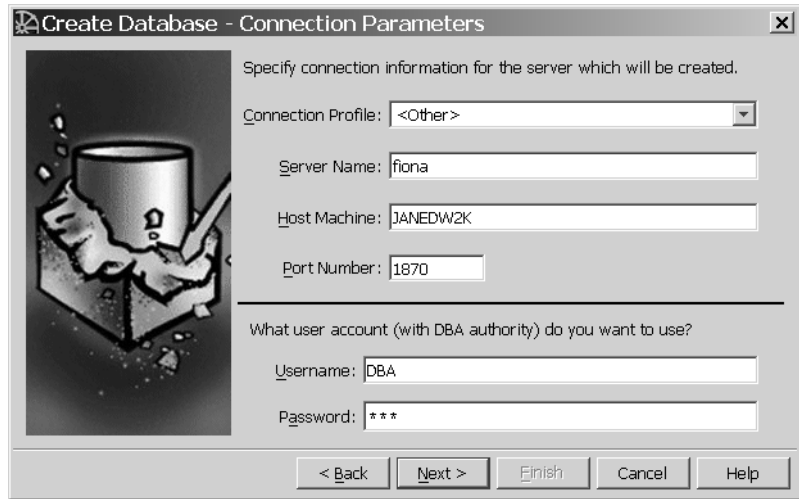 Create Database - Connection Parameters
Specify connection information for the server which will be created.
Connection Profile: <Other>
Server Name: fiona
Host Machine: JANEDW2K
Port Number: 1870
What user account (with DBA authority) do you want to use?
Username: DBA
Password: ***
< Back Next > Finish Cancel Help